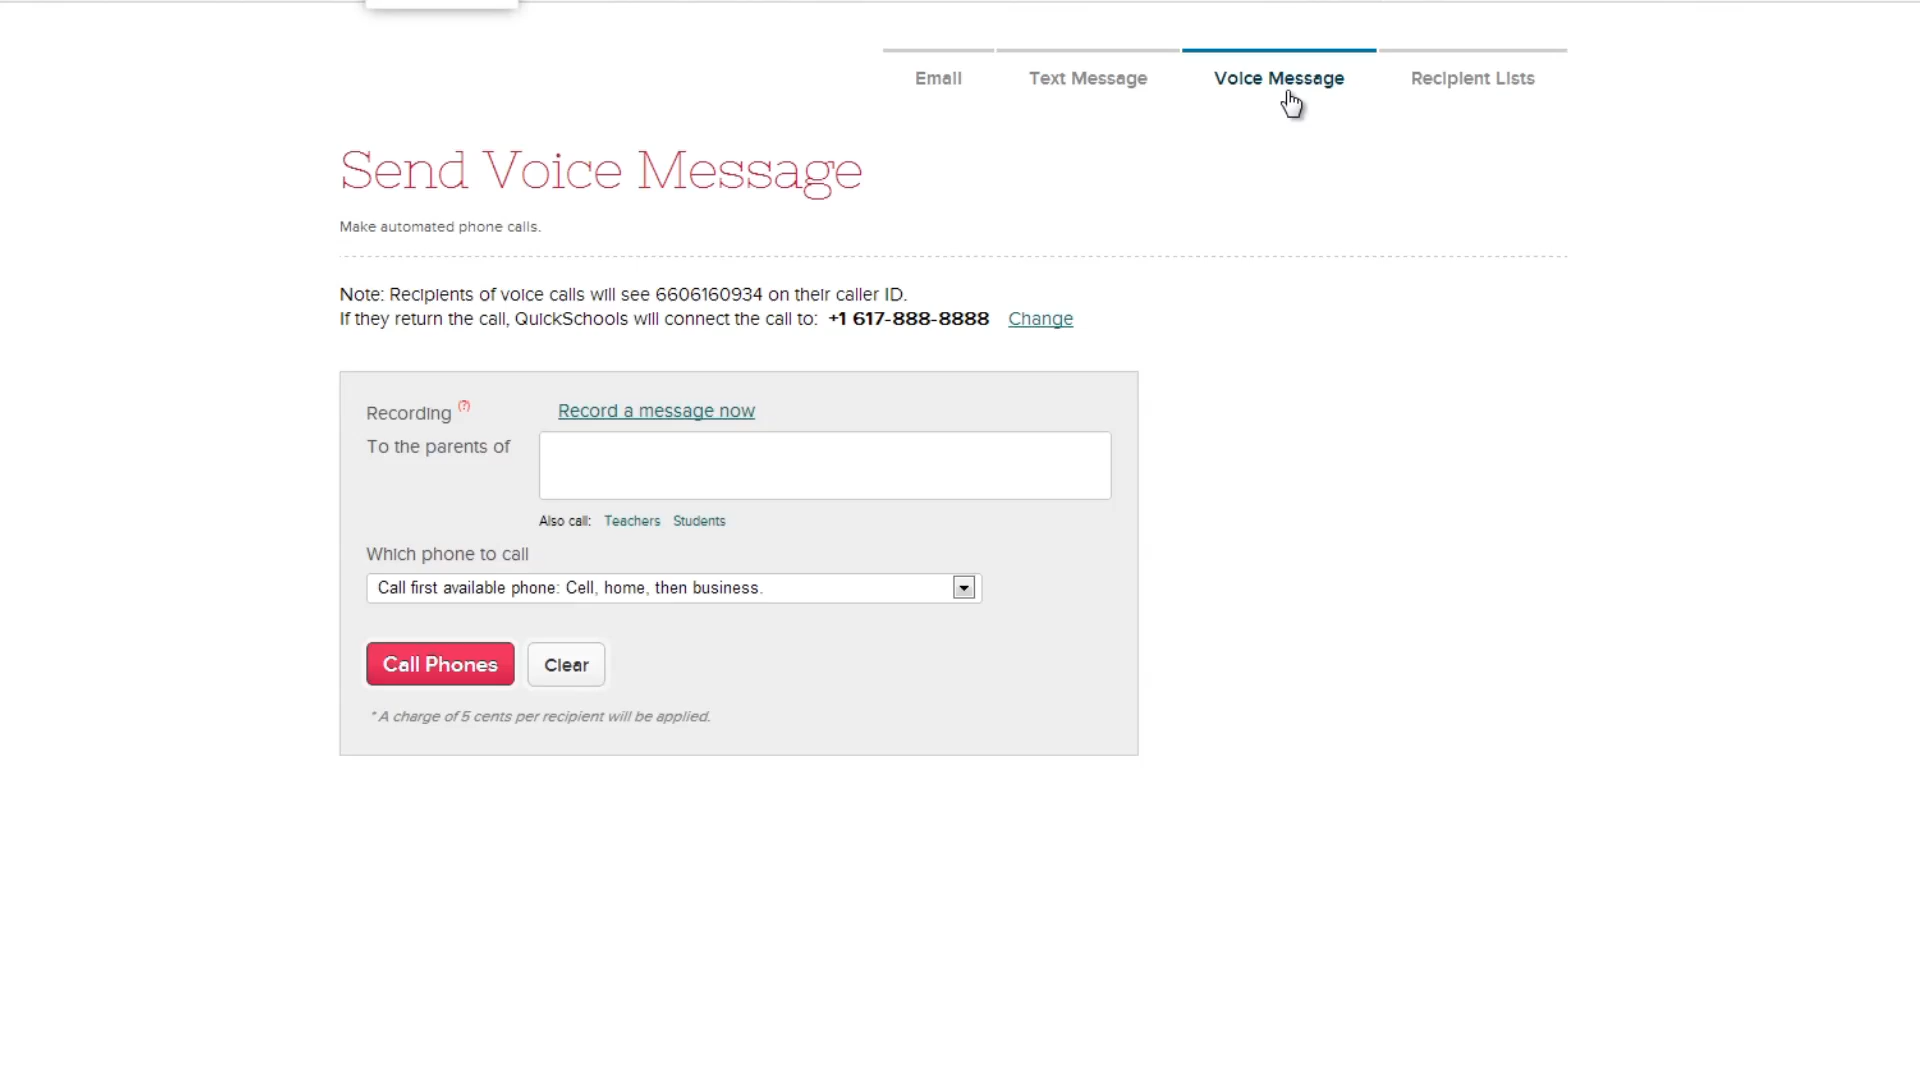 Email Text Message Voice Message Recipient Lists
Send Voice Message
Make automated phone calls.
Note: Recipients of voice calls will see 6606160934 on their caller ID.
If they return the call, QuickSchools will connect the call to: +1 617-888-8888 Change
Recording (?) Record a message now
To the parents of
Also call: Teachers Students
Which phone to call
Call first available phone: Cell, home, then business.
Call Phones Clear
* A charge of 5 cents per recipient will be applied.